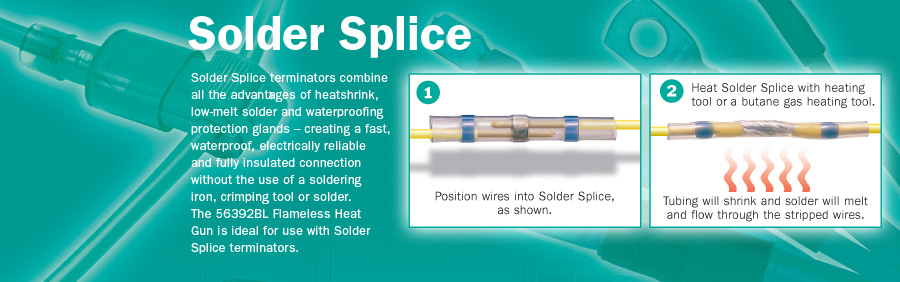 Solder Splice
Solder Splice terminators combine
all the advantages of heatshrink,
low-melt solder and waterproofing
protection glands – creating a fast,
waterproof, electrically reliable
and fully insulated connection
without the use of a soldering
iron, crimping tool or solder.
The 56392BL Flameless Heat
Gun is ideal for use with Solder
Splice terminators.
1
Position wires into Solder Splice,
as shown.
2
Heat Solder Splice with heating
tool or a butane gas heating tool.
Tubing will shrink and solder will melt
and flow through the stripped wires.